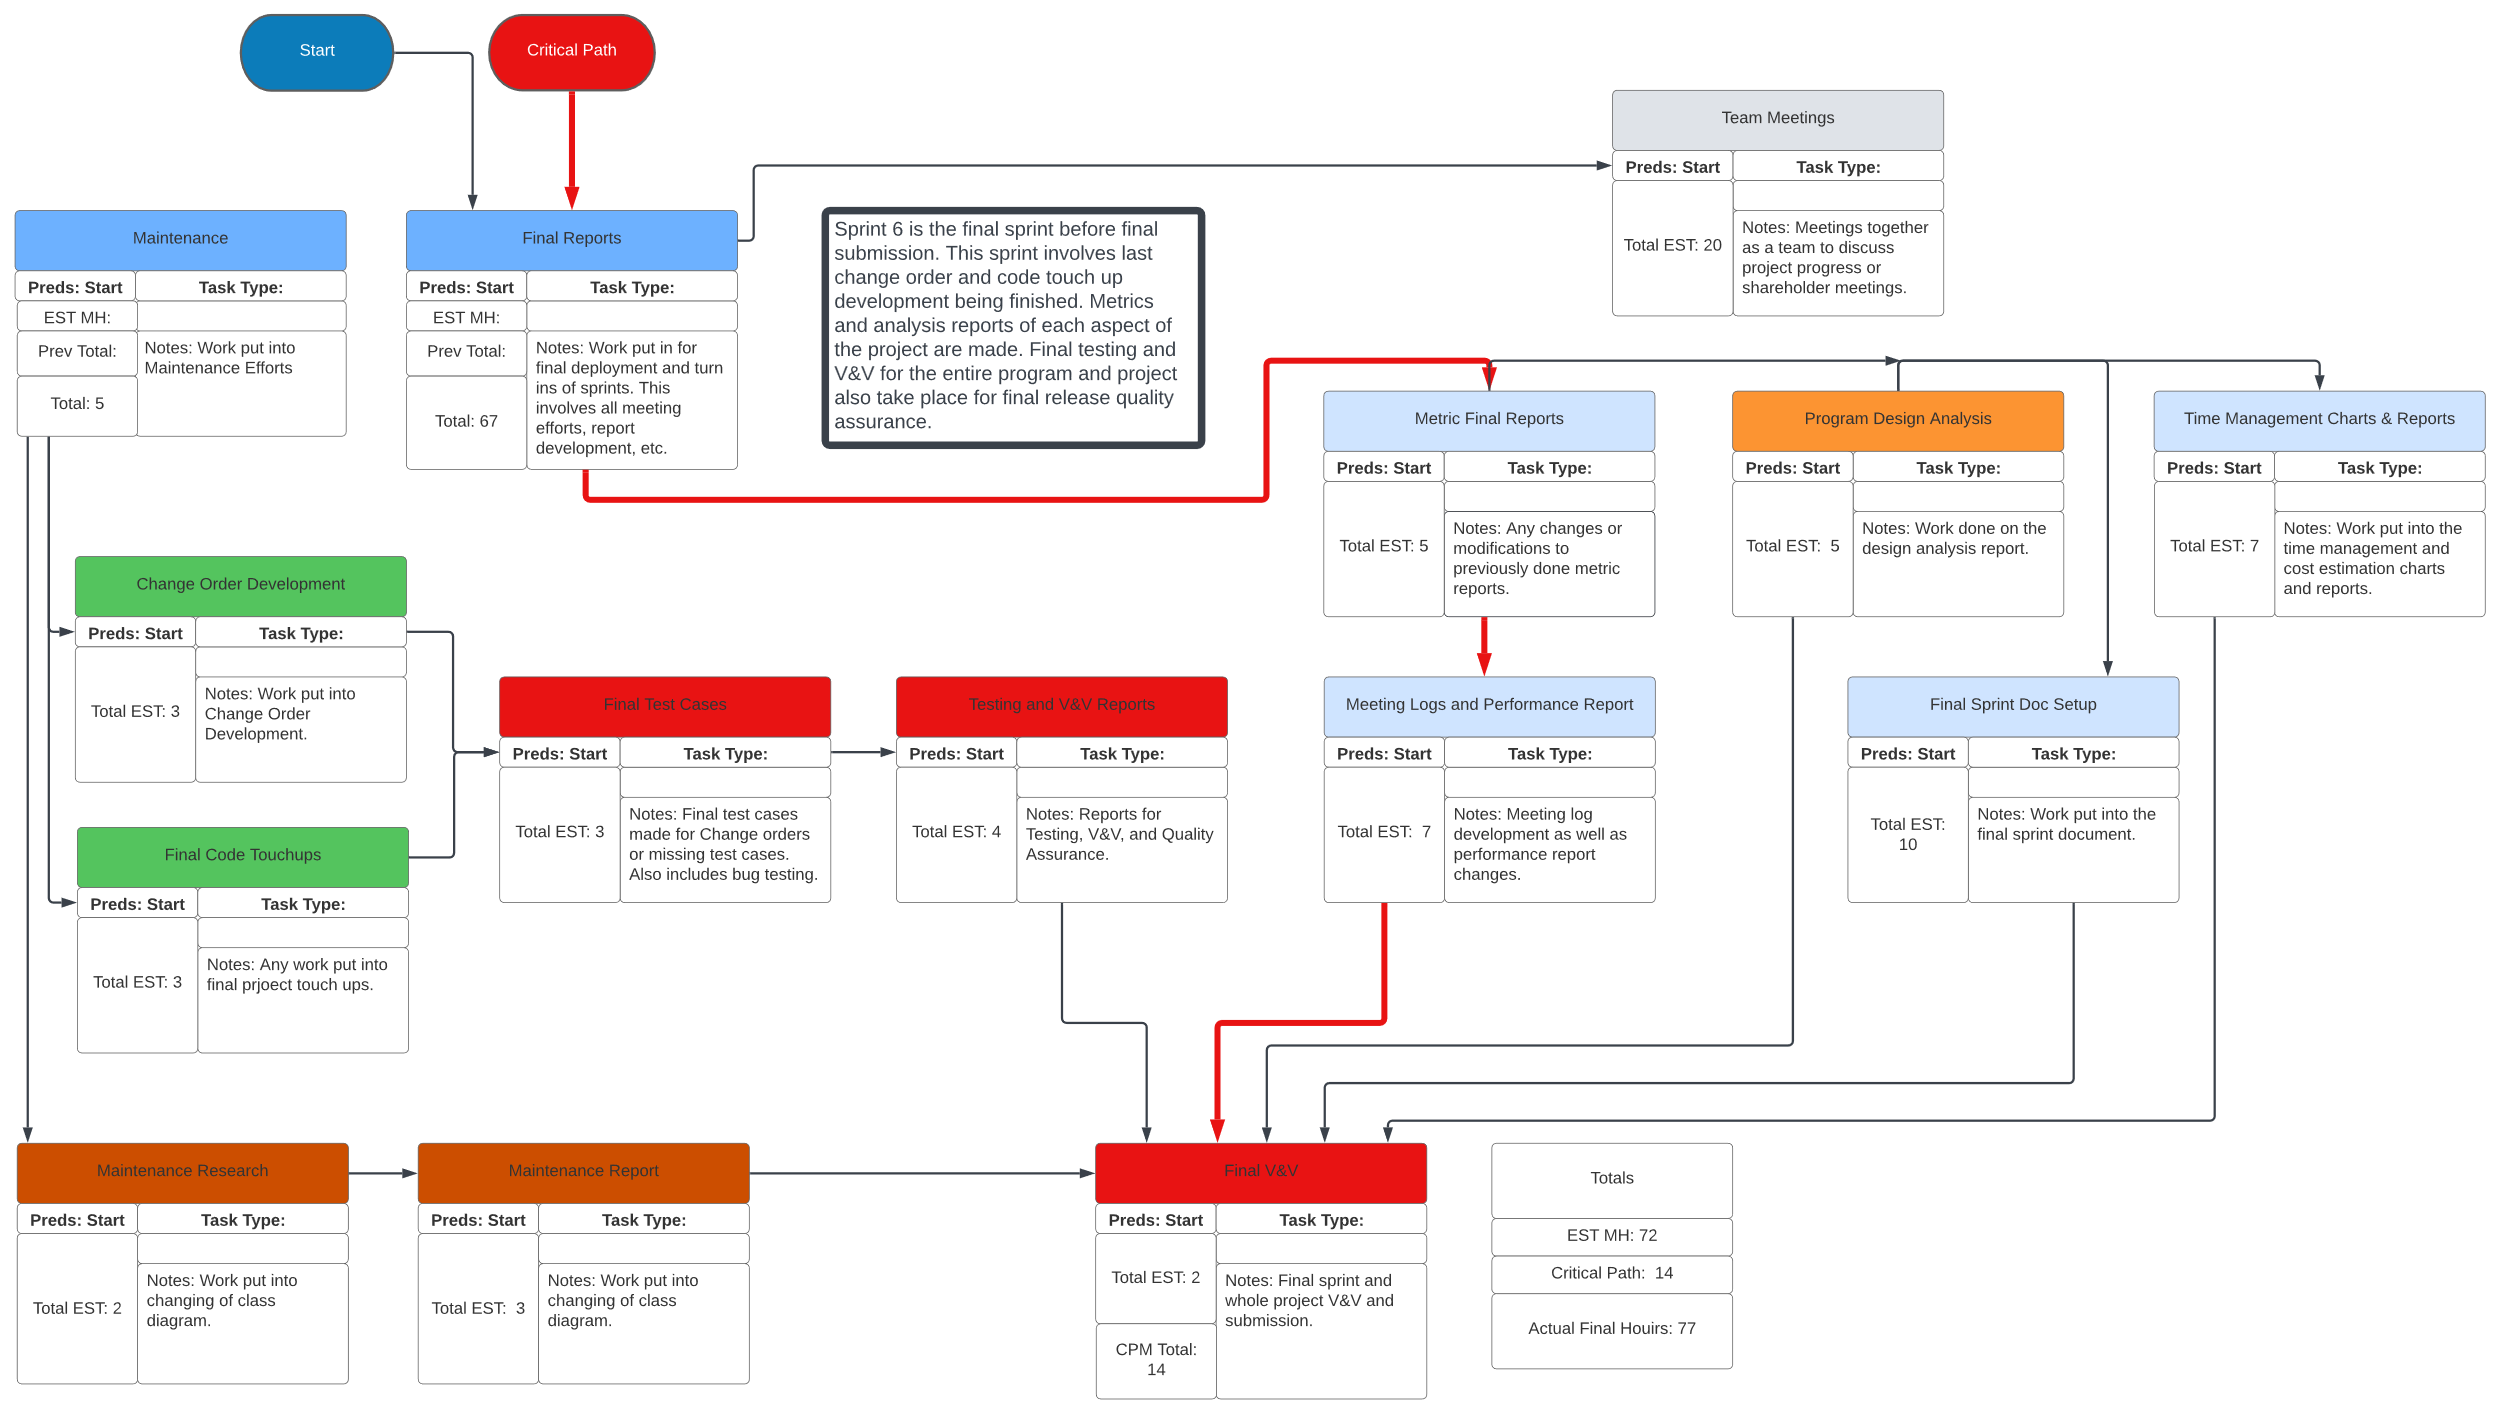 Start
Critical Path
Team Meetings
Preds: Start
Task Type:
Total EST: 20
Notes: Meetings together
as a team to discuss
project progress or
shareholder meetings.
Maintenance
Preds: Start
Task Type:
EST MH:
Prev Total:
Notes: Work put into
Maintenance Efforts
Total: 5
Final Reports
Preds: Start
Task Type:
EST MH:
Prev Total:
Notes: Work put in for
final deployment and turn
ins of sprints. This
involves all meeting
efforts, report
development, etc.
Total: 67
Sprint 6 is the final sprint before final
submission. This sprint involves last
change order and code touch up
development being finished. Metrics
and analysis reports of each aspect of
the project are made. Final testing and
V&V for the entire program and project
also take place for final release quality
assurance.
Metric Final Reports
Preds: Start
Task Type:
Total EST: 5
Notes: Any changes or
modifications to
previously done metric
reports.
Program Design Analysis
Preds: Start
Task Type:
Total EST:  5
Notes: Work done on the
design analysis report.
Time Management Charts & Reports
Preds: Start
Task Type:
Total EST: 7
Notes: Work put into the
time management and
cost estimation charts
and reports.
Change Order Development
Preds: Start
Task Type:
Total EST: 3
Notes: Work put into
Change Order
Development.
Final Test Cases
Preds: Start
Task Type:
Total EST: 3
Notes: Final test cases
made for Change orders
or missing test cases.
Also includes bug testing.
Testing and V&V Reports
Preds: Start
Task Type:
Total EST: 4
Notes: Reports for
Testing, V&V, and Quality
Assurance.
Meeting Logs and Performance Report
Preds: Start
Task Type:
Total EST:  7
Notes: Meeting log
development as well as
performance report
changes.
Final Sprint Doc Setup
Preds: Start
Task Type:
Total EST:
10
Notes: Work put into the
final sprint document.
Final Code Touchups
Preds: Start
Task Type:
Total EST: 3
Notes: Any work put into
final prjoect touch ups.
Maintenance Research
Preds: Start
Task Type:
Total EST: 2
Notes: Work put into
changing of class
diagram.
Maintenance Report
Preds: Start
Task Type:
Total EST:  3
Notes: Work put into
changing of class
diagram.
Final V&V
Preds: Start
Task Type:
Total EST: 2
Notes: Final sprint and
whole project V&V and
submission.
CPM Total:
14
Totals
EST MH: 72
Critical Path:  14
Actual Final Houirs: 77